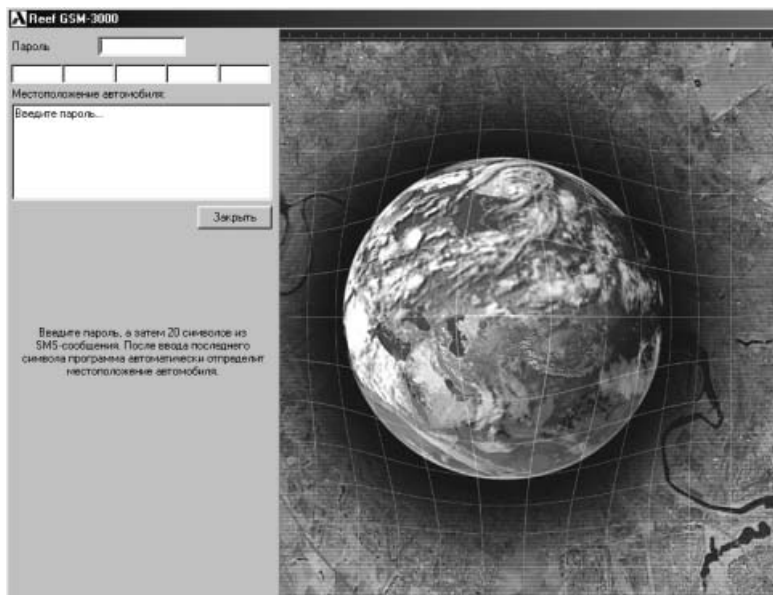 Reef GSM-3000
Пароль
Местоположение автомобиля:
Введите пароль...
Закрыть
Введите пароль, а затем 20 символов из
SMS-сообщения. После ввода последнего
символа программа автоматически отпределит
местоположение автомобиля.